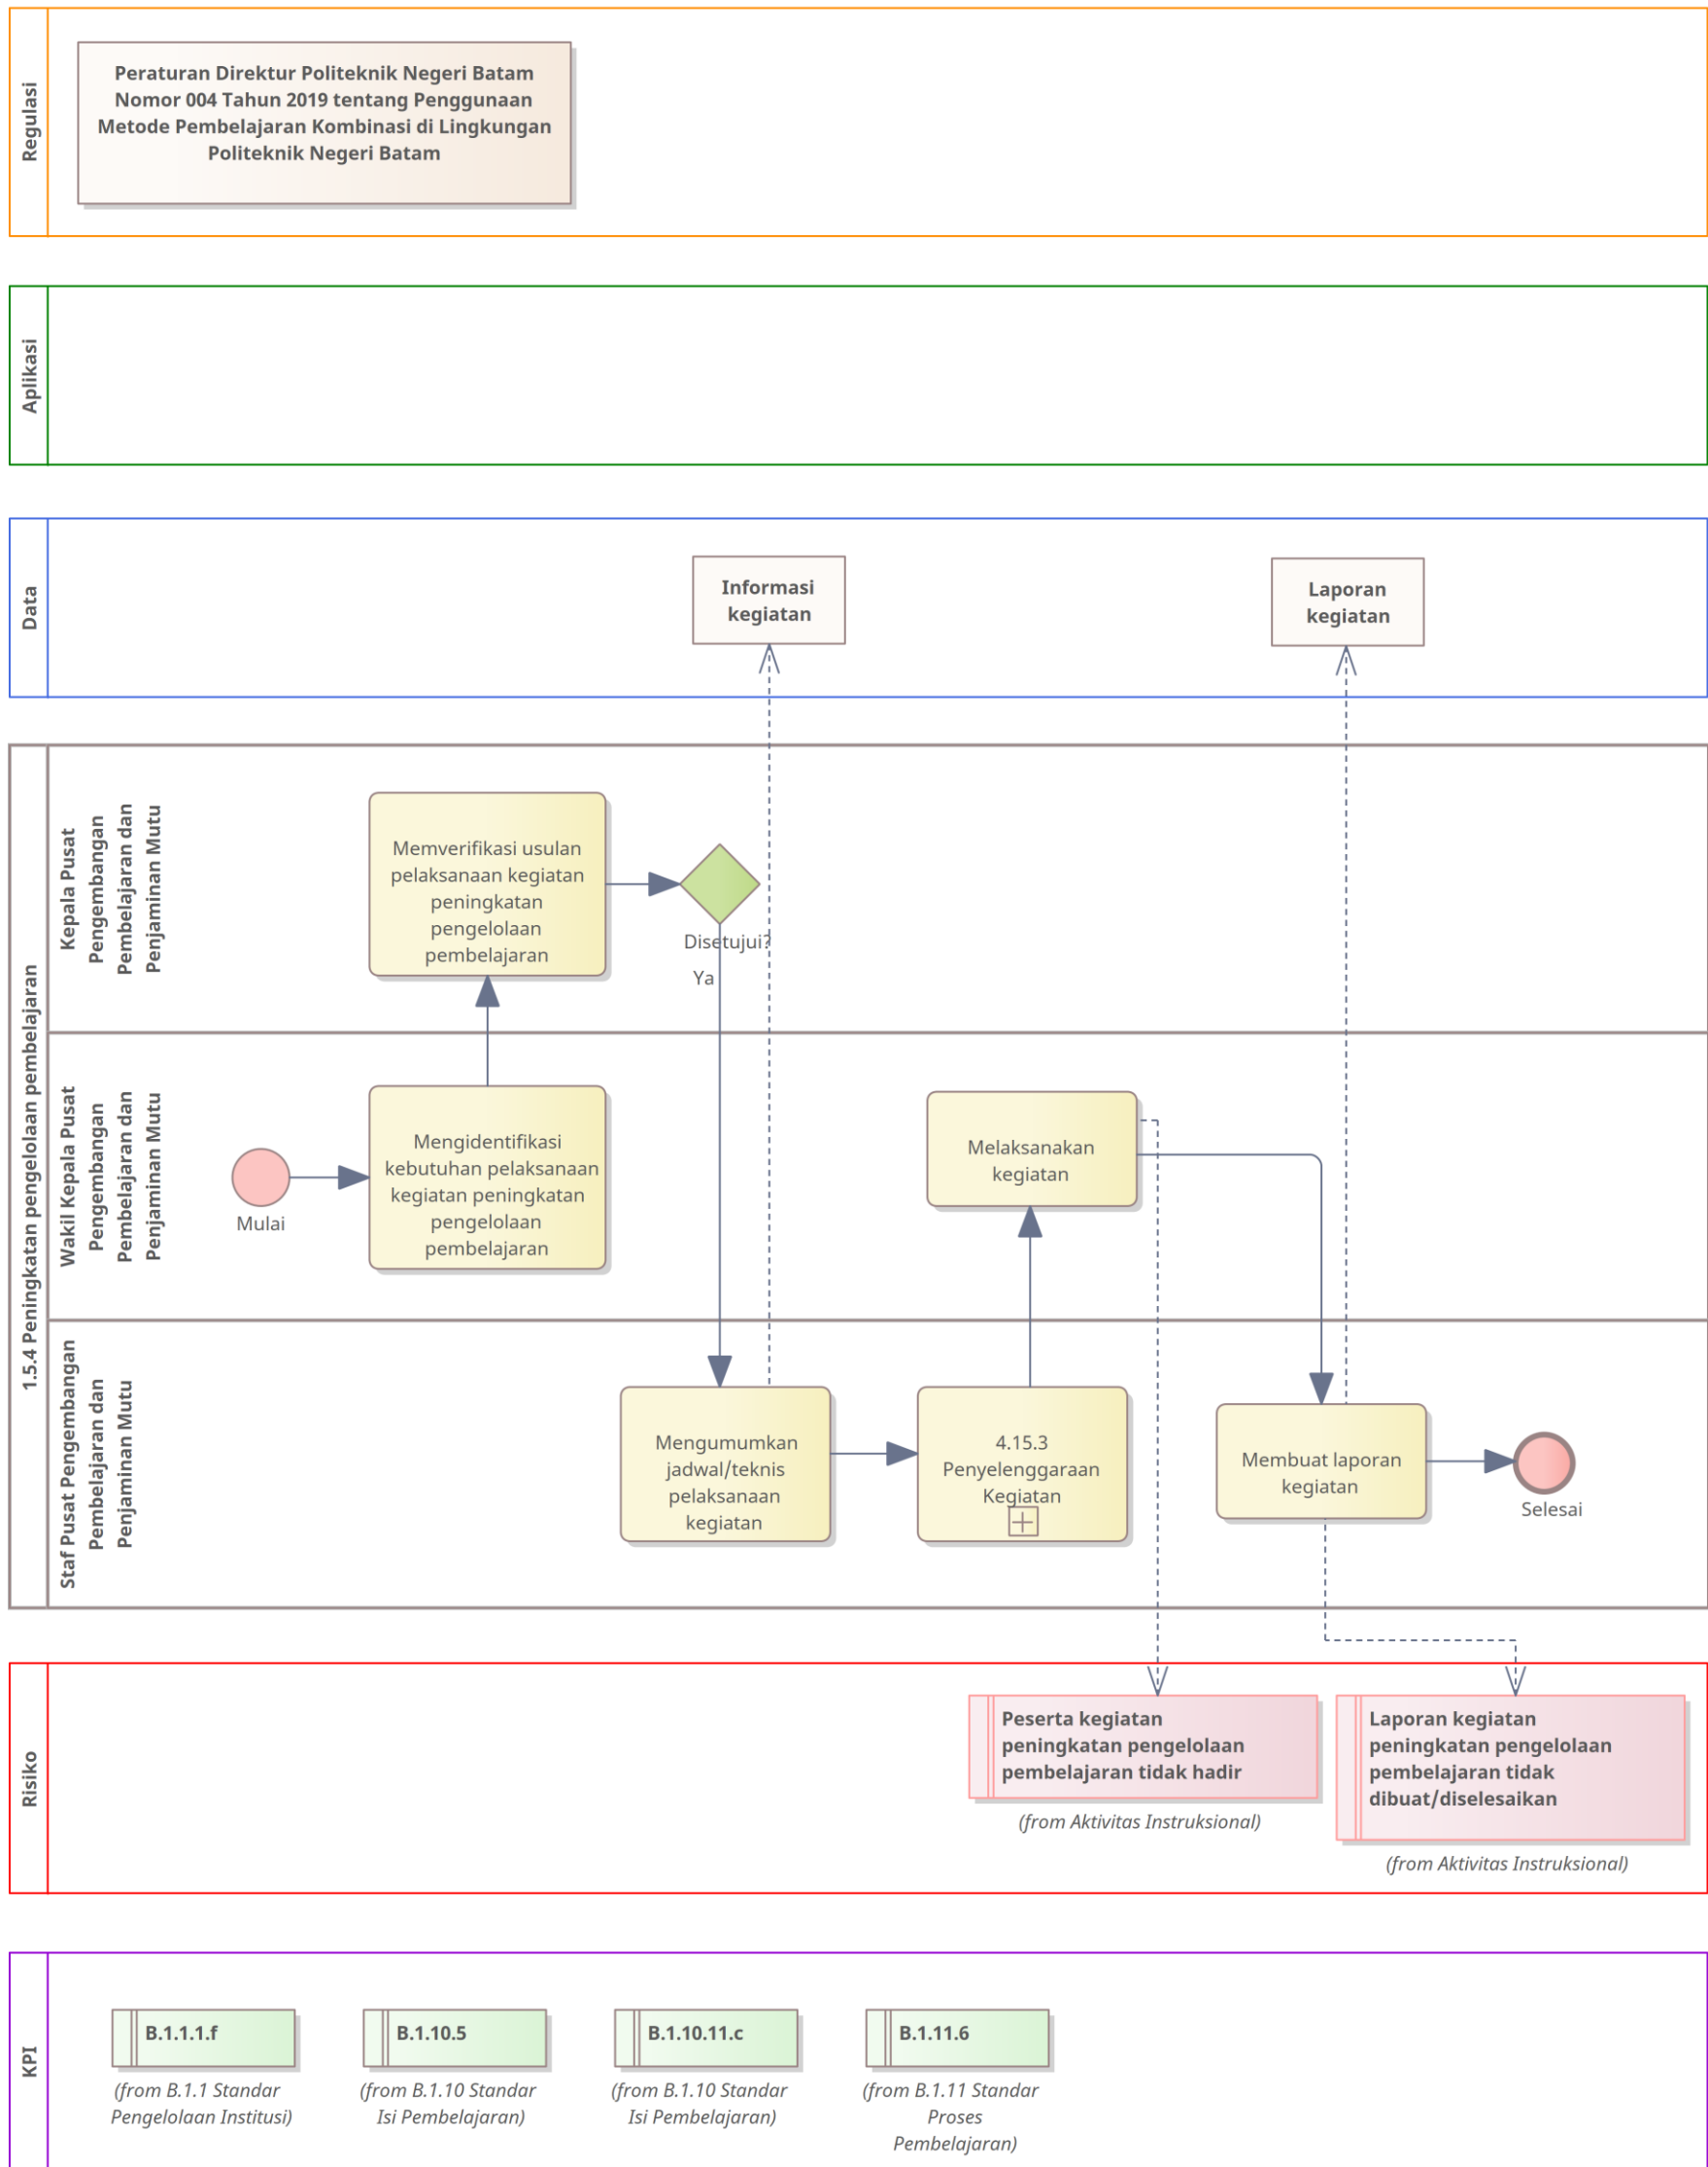 Regulasi
Peraturan Direktur Politeknik Negeri Batam
Nomor 004 Tahun 2019 tentang Penggunaan
Metode Pembelajaran Kombinasi di Lingkungan
Politeknik Negeri Batam
Aplikasi
Data
Informasi
kegiatan
Laporan
kegiatan
1.5.4 Peningkatan pengelolaan pembelajaran
Kepala Pusat
Pengembangan
Pembelajaran dan
Penjaminan Mutu
Memverifikasi usulan
pelaksanaan kegiatan
peningkatan
pengelolaan
pembelajaran
Disetujui?
Ya
Wakil Kepala Pusat
Pengembangan
Pembelajaran dan
Penjaminan Mutu
Mulai
Mengidentifikasi
kebutuhan pelaksanaan
kegiatan peningkatan
pengelolaan
pembelajaran
Melaksanakan
kegiatan
Staf Pusat Pengembangan
Pembelajaran dan
Penjaminan Mutu
Mengumumkan
jadwal/teknis
pelaksanaan
kegiatan
4.15.3
Penyelenggaraan
Kegiatan
Membuat laporan
kegiatan
Selesai
Risiko
Peserta kegiatan
peningkatan pengelolaan
pembelajaran tidak hadir
(from Aktivitas Instruksional)
Laporan kegiatan
peningkatan pengelolaan
pembelajaran tidak
dibuat/diselesaikan
(from Aktivitas Instruksional)
KPI
B.1.1.1.f
(from B.1.1 Standar
Pengelolaan Institusi)
B.1.10.5
(from B.1.10 Standar
Isi Pembelajaran)
B.1.10.11.c
(from B.1.10 Standar
Isi Pembelajaran)
B.1.11.6
(from B.1.11 Standar
Proses
Pembelajaran)